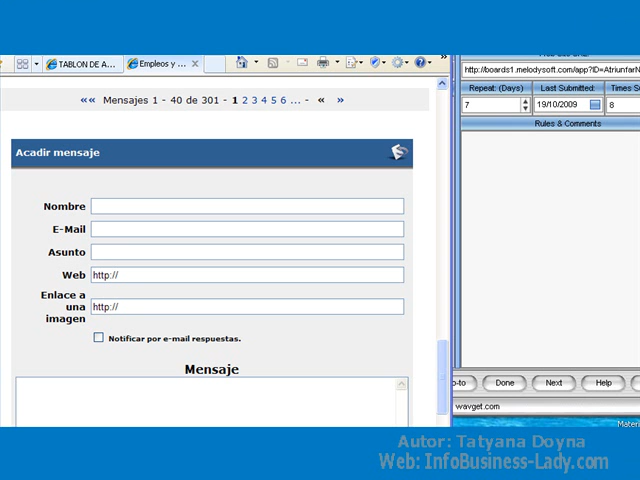 TABLON DE A...
Empleos y ...
http://boards1.melodysoft.com/app?ID=AtriunfarN
Repeat: (Days)
Last Submitted:
7
19/10/2009
8
Rules & Comments
«« Mensajes 1 - 40 de 301 - 1 2 3 4 5 6 ... - « »
Acadir mensaje
Nombre
E-Mail
Asunto
Web http://
Enlace a
una
imagen
http://
Notificar por e-mail respuestas.
Mensaje
Done
Next
Help
wavget.com
Autor: Tatyana Doyna
Web: InfoBusiness-Lady.com